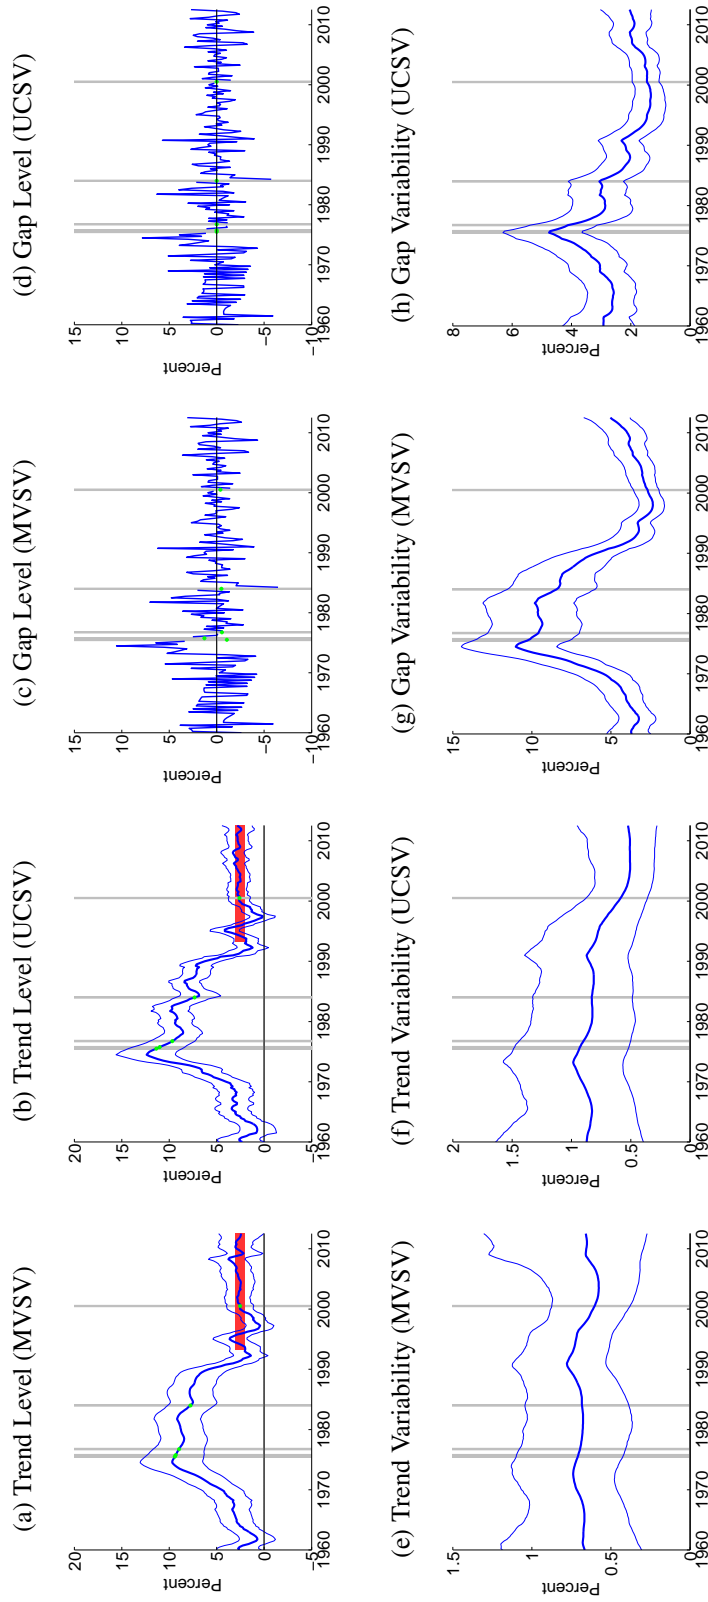 (a) Trend Level (MVSV)
20
15
10
5
0
−5
Percent
1960 1970 1980 1990 2000 2010
(b) Trend Level (UCSV)
20
15
10
5
0
−5
Percent
1960 1970 1980 1990 2000 2010
(c) Gap Level (MVSV)
15
10
5
0
−5
−10
Percent
1960 1970 1980 1990 2000 2010
(d) Gap Level (UCSV)
15
10
5
0
−5
−10
Percent
1960 1970 1980 1990 2000 2010
(e) Trend Variability (MVSV)
1.5
1
0.5
0
Percent
1960 1970 1980 1990 2000 2010
(f) Trend Variability (UCSV)
2
1.5
1
0.5
0
Percent
1960 1970 1980 1990 2000 2010
(g) Gap Variability (MVSV)
15
10
5
0
Percent
1960 1970 1980 1990 2000 2010
(h) Gap Variability (UCSV)
8
6
4
2
0
Percent
1960 1970 1980 1990 2000 2010